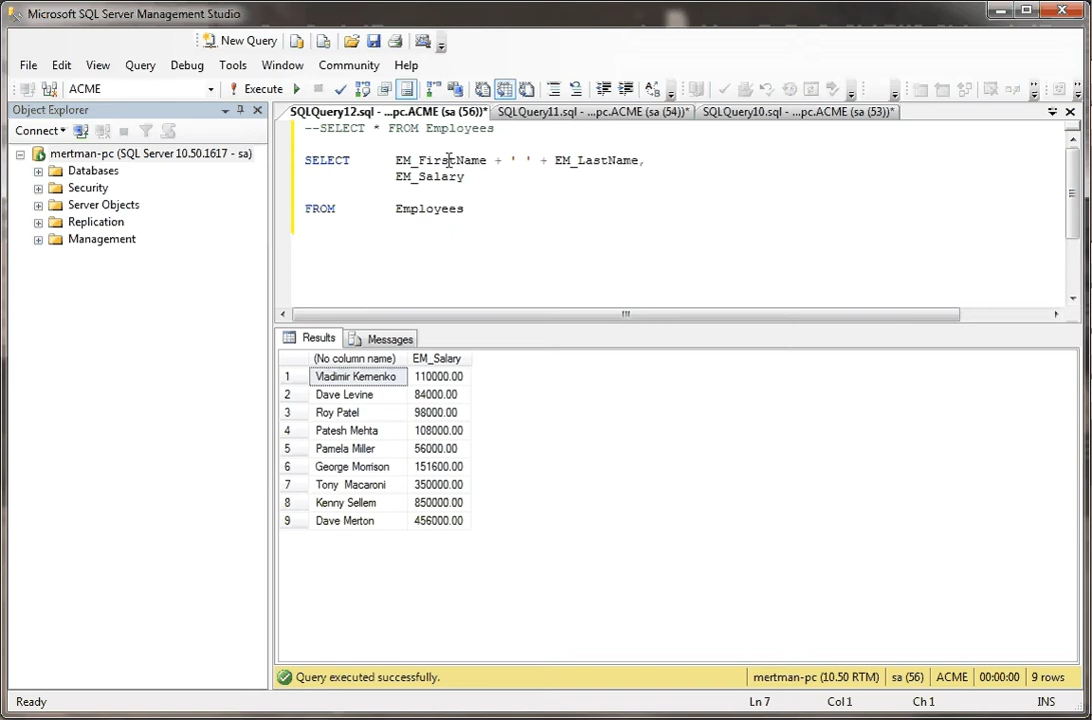 Microsoft SQL Server Management Studio
New Query
File Edit View Query Debug Tools Window Community Help
ACME Execute
Object Explorer
Connect
mertman-pc (SQL Server 10.50.1617 - sa)
Databases
Security
Server Objects
Replication
Management
SQLQuery12.sql - ...pc.ACME (sa (56))* SQLQuery11.sql - ...pc.ACME (sa (54))* SQLQuery10.sql - ...pc.ACME (sa (53))*
--SELECT * FROM Employees
SELECT EM_FirstName + ' ' + EM_LastName,
EM_Salary
FROM Employees
Results Messages
(No column name) EM_Salary
1 Vladimir Kemenko 110000.00
2 Dave Levine 84000.00
3 Roy Patel 98000.00
4 Patesh Mehta 108000.00
5 Pamela Miller 56000.00
6 George Morrison 151600.00
7 Tony Macaroni 350000.00
8 Kenny Sellem 850000.00
9 Dave Merton 456000.00
Query executed successfully. mertman-pc (10.50 RTM) sa (56) ACME 00:00:00 9 rows
Ready Ln 7 Col 1 Ch 1 INS